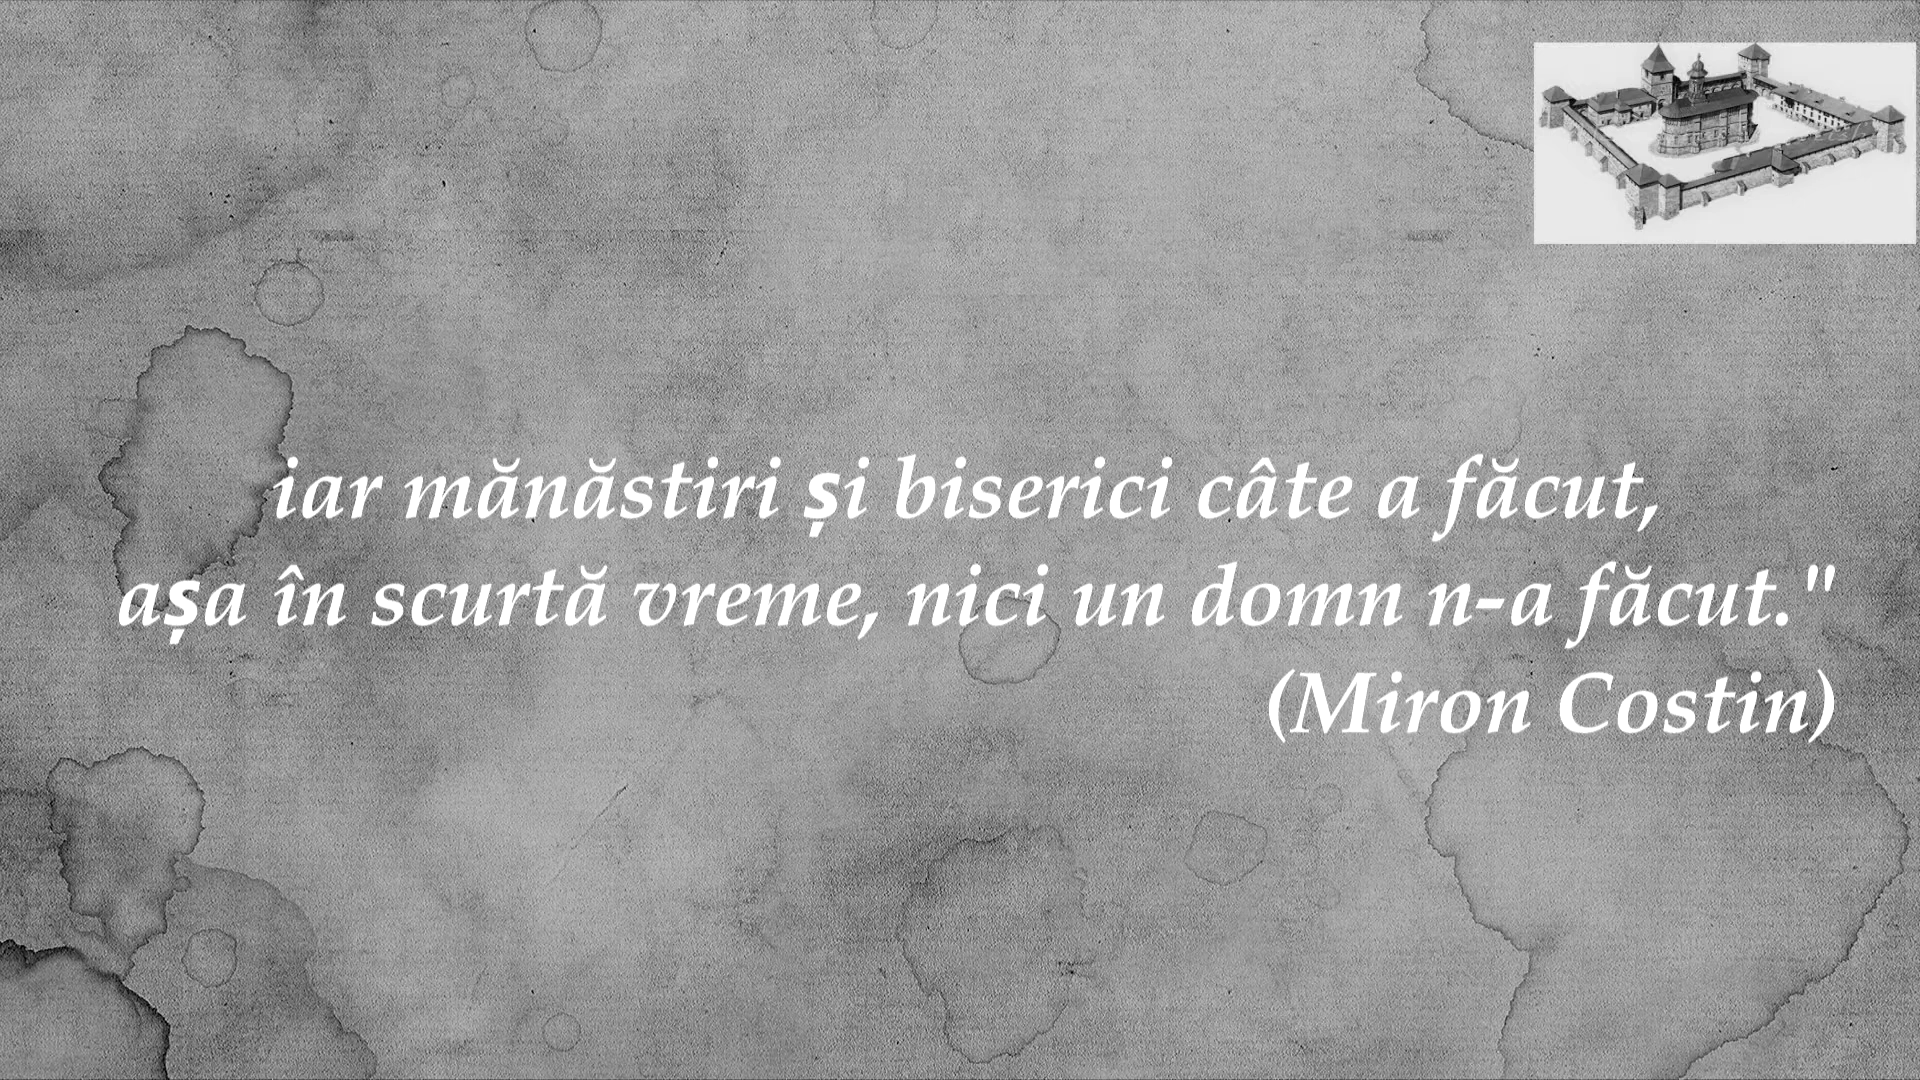 iar mănăstiri și biserici câte a făcut,
așa în scurtă vreme, nici un domn n-a făcut."
(Miron Costin)